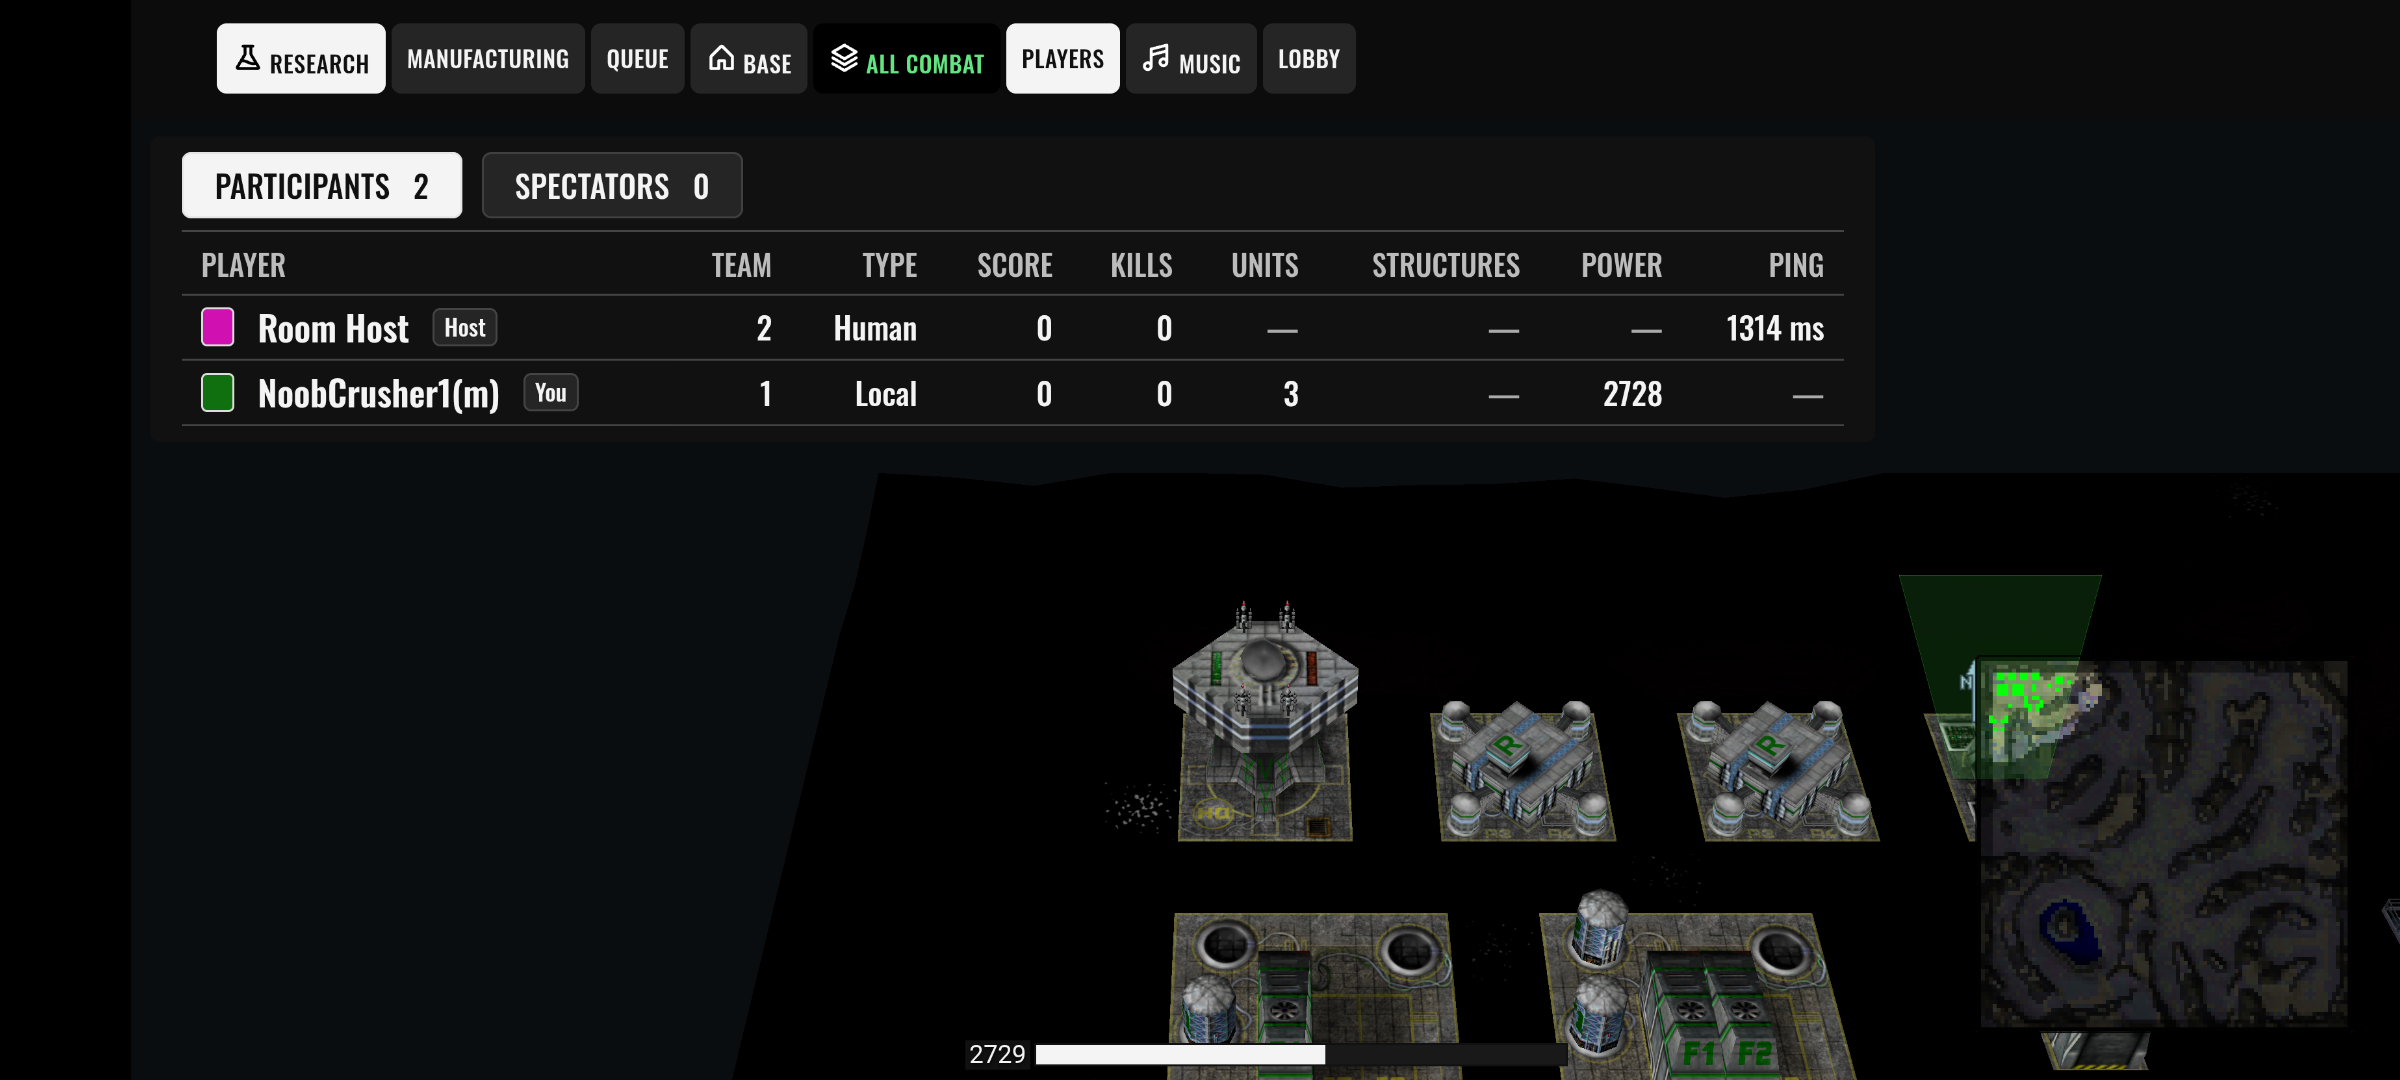 RESEARCH MANUFACTURING QUEUE BASE ALL COMBAT PLAYERS MUSIC LOBBY
PARTICIPANTS 2 SPECTATORS 0
PLAYER TEAM TYPE SCORE KILLS UNITS STRUCTURES POWER PING
Room Host Host 2 Human 0 0 — — — 1314 ms
NoobCrusher1(m) You 1 Local 0 0 3 — 2728 —
R R
F1 F2
2729